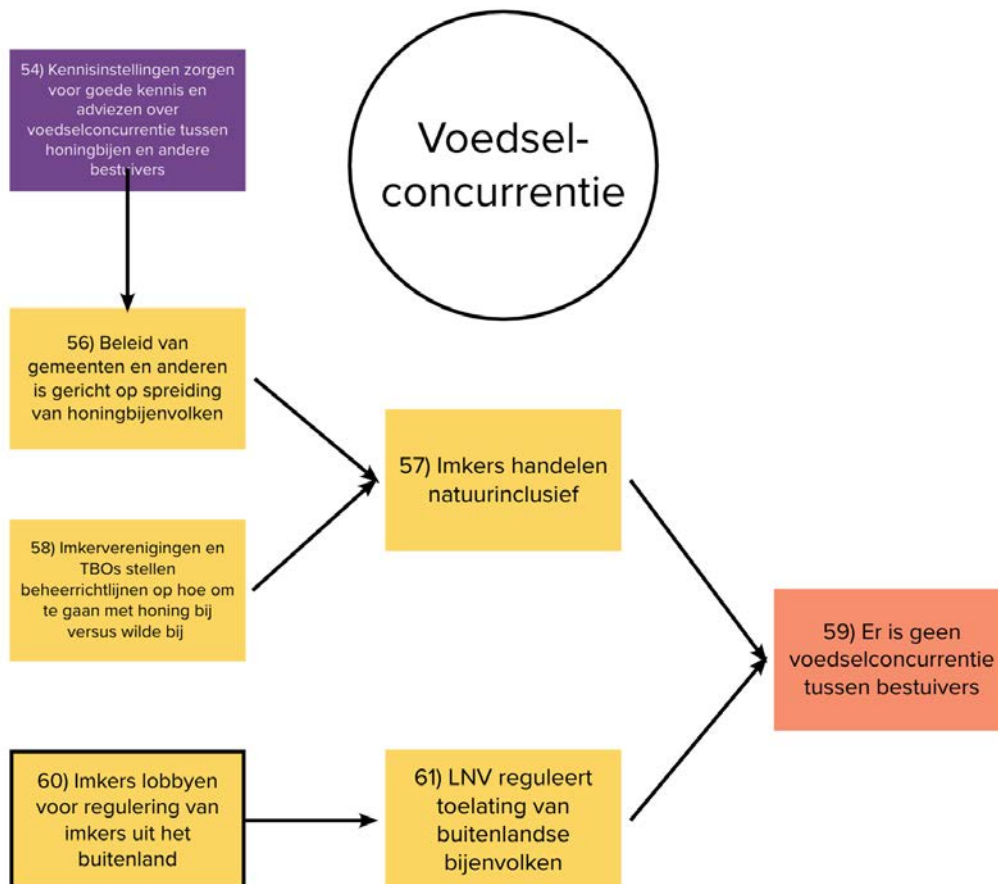 54) Kennisinstellingen zorgen
voor goede kennis en
adviezen over
voedselconcurrentie tussen
honingbijen en andere
bestuivers
Voedsel-
concurrentie
56) Beleid van
gemeenten en anderen
is gericht op spreiding
van honingbijenvolken
57) Imkers handelen
natuurinclusief
58) Imkerverenigingen en
TBOs stellen
beheerrichtlijnen op hoe om
te gaan met honing bij
versus wilde bij
59) Er is geen
voedselconcurrentie
tussen bestuivers
60) Imkers lobbyen
voor regulering van
imkers uit het
buitenland
61) LNV reguleert
toelating van
buitenlandse
bijenvolken